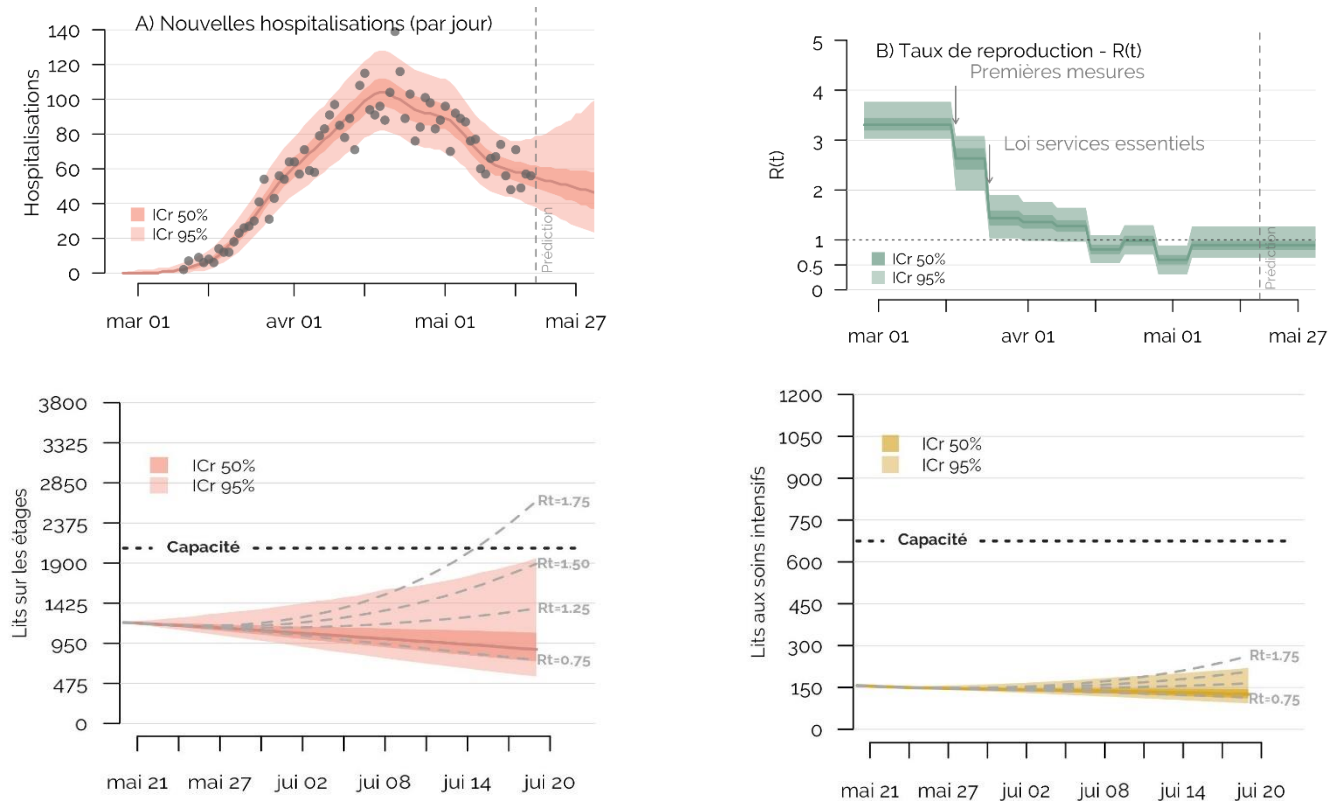 A) Nouvelles hospitalisations (par jour)
Hospitalisations
140
120
100
80
60
40
20
0
ICr 50%
ICr 95%
Prédiction
mar 01
avr 01
mai 01
mai 27
B) Taux de reproduction - R(t)
Premières mesures
Loi services essentiels
R(t)
5
4
3
2
1
0.5
0
ICr 50%
ICr 95%
Prédiction
mar 01
avr 01
mai 01
mai 27
Lits sur les étages
3800
3325
2850
2375
1900
1425
950
475
0
ICr 50%
ICr 95%
Capacité
Rt=1.75
Rt=1.50
Rt=1.25
Rt=0.75
mai 21
mai 27
jui 02
jui 08
jui 14
jui 20
Lits aux soins intensifs
1200
1050
900
750
600
450
300
150
0
ICr 50%
ICr 95%
Capacité
Rt=1.75
Rt=0.75
mai 21
mai 27
jui 02
jui 08
jui 14
jui 20